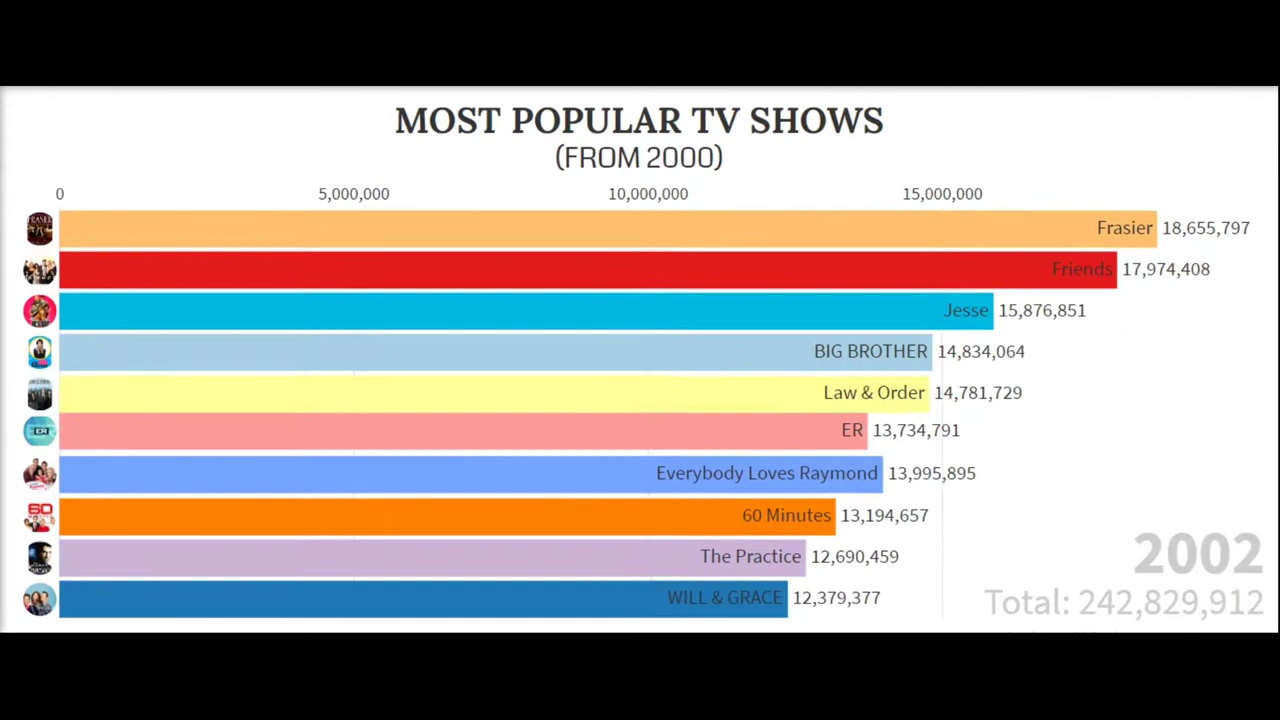 MOST POPULAR TV SHOWS
(FROM 2000)
0 5,000,000 10,000,000 15,000,000
Frasier 18,655,797
Friends 17,974,408
Jesse 15,876,851
BIG BROTHER 14,834,064
Law & Order 14,781,729
ER 13,734,791
Everybody Loves Raymond 13,995,895
60 60 Minutes 13,194,657
The Practice 12,690,459
WILL & GRACE 12,379,377
2002
Total: 242,829,912